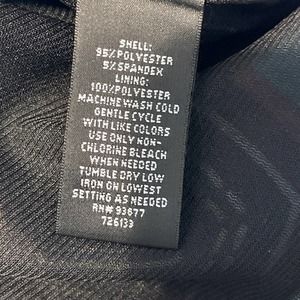 SHELL:
95% POLYESTER
5% SPANDEX
LINING:
100% POLYESTER
MACHINE WASH COLD
GENTLE CYCLE
WITH LIKE COLORS
USE ONLY NON-
CHLORINE BLEACH
WHEN NEEDED
TUMBLE DRY LOW
IRON ON LOWEST
SETTING AS NEEDED
RN# 93677
726133